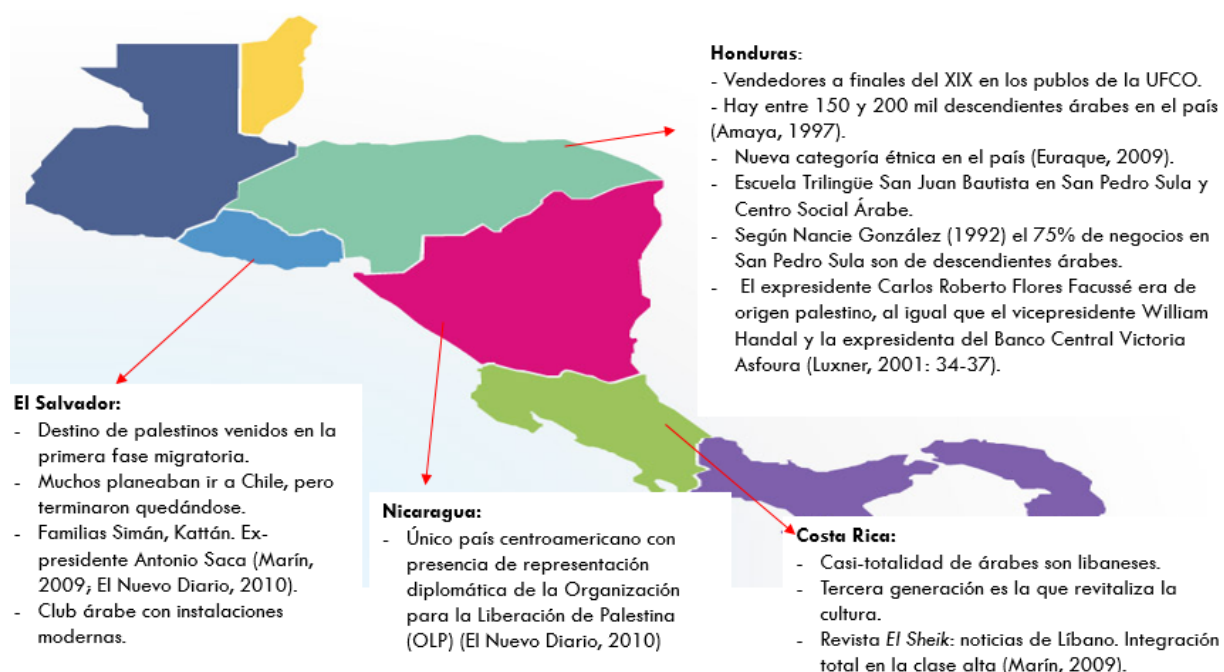 Honduras:
- Vendedores a finales del XIX en los publos de la UFCO.
- Hay entre 150 y 200 mil descendientes árabes en el país
(Amaya, 1997).
- Nueva categoría étnica en el país (Euraque, 2009).
- Escuela Trilingüe San Juan Bautista en San Pedro Sula y
Centro Social Árabe.
- Según Nancie González (1992) el 75% de negocios en
San Pedro Sula son de descendientes árabes.
- El expresidente Carlos Roberto Flores Facussé era de
origen palestino, al igual que el vicepresidente William
Handal y la expresidenta del Banco Central Victoria
Asfoura (Luxner, 2001: 34-37).
El Salvador:
- Destino de palestinos venidos en la
primera fase migratoria.
- Muchos planeaban ir a Chile, pero
terminaron quedándose.
- Familias Simán, Kattán. Ex-
presidente Antonio Saca (Marín,
2009; El Nuevo Diario, 2010).
- Club árabe con instalaciones
modernas.
Nicaragua:
- Único país centroamericano con
presencia de representación
diplomática de la Organización
para la Liberación de Palestina
(OLP) (El Nuevo Diario, 2010)
Costa Rica:
- Casi-totalidad de árabes son libaneses.
- Tercera generación es la que revitaliza la
cultura.
- Revista El Sheik: noticias de Líbano. Integración
total en la clase alta (Marín, 2009).